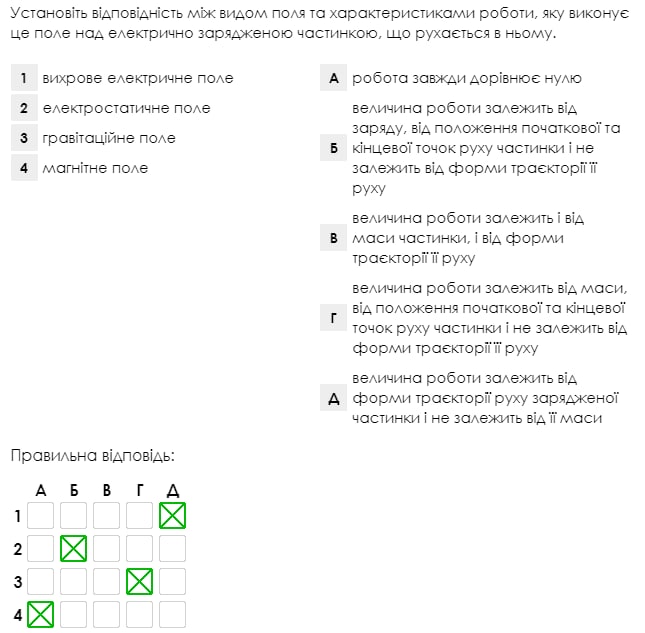 Установіть відповідність між видом поля та характеристиками роботи, яку виконує
це поле над електрично зарядженою частинкою, що рухається в ньому.
1 вихрове електричне поле
2 електростатичне поле
3 гравітаційне поле
4 магнітне поле
А робота завжди дорівнює нулю
величина роботи залежить від
заряду, від положення початкової та
Б кінцевої точок руху частинки і не
залежить від форми траєкторії її
руху
величина роботи залежить і від
В маси частинки, і від форми
траєкторії її руху
величина роботи залежить від маси,
від положення початкової та кінцевої
Г точок руху частинки і не залежить від
форми траєкторії її руху
величина роботи залежить від
Д форми траєкторії руху зарядженої
частинки і не залежить від її маси
Правильна відповідь:
А Б В Г Д
1
2
3
4